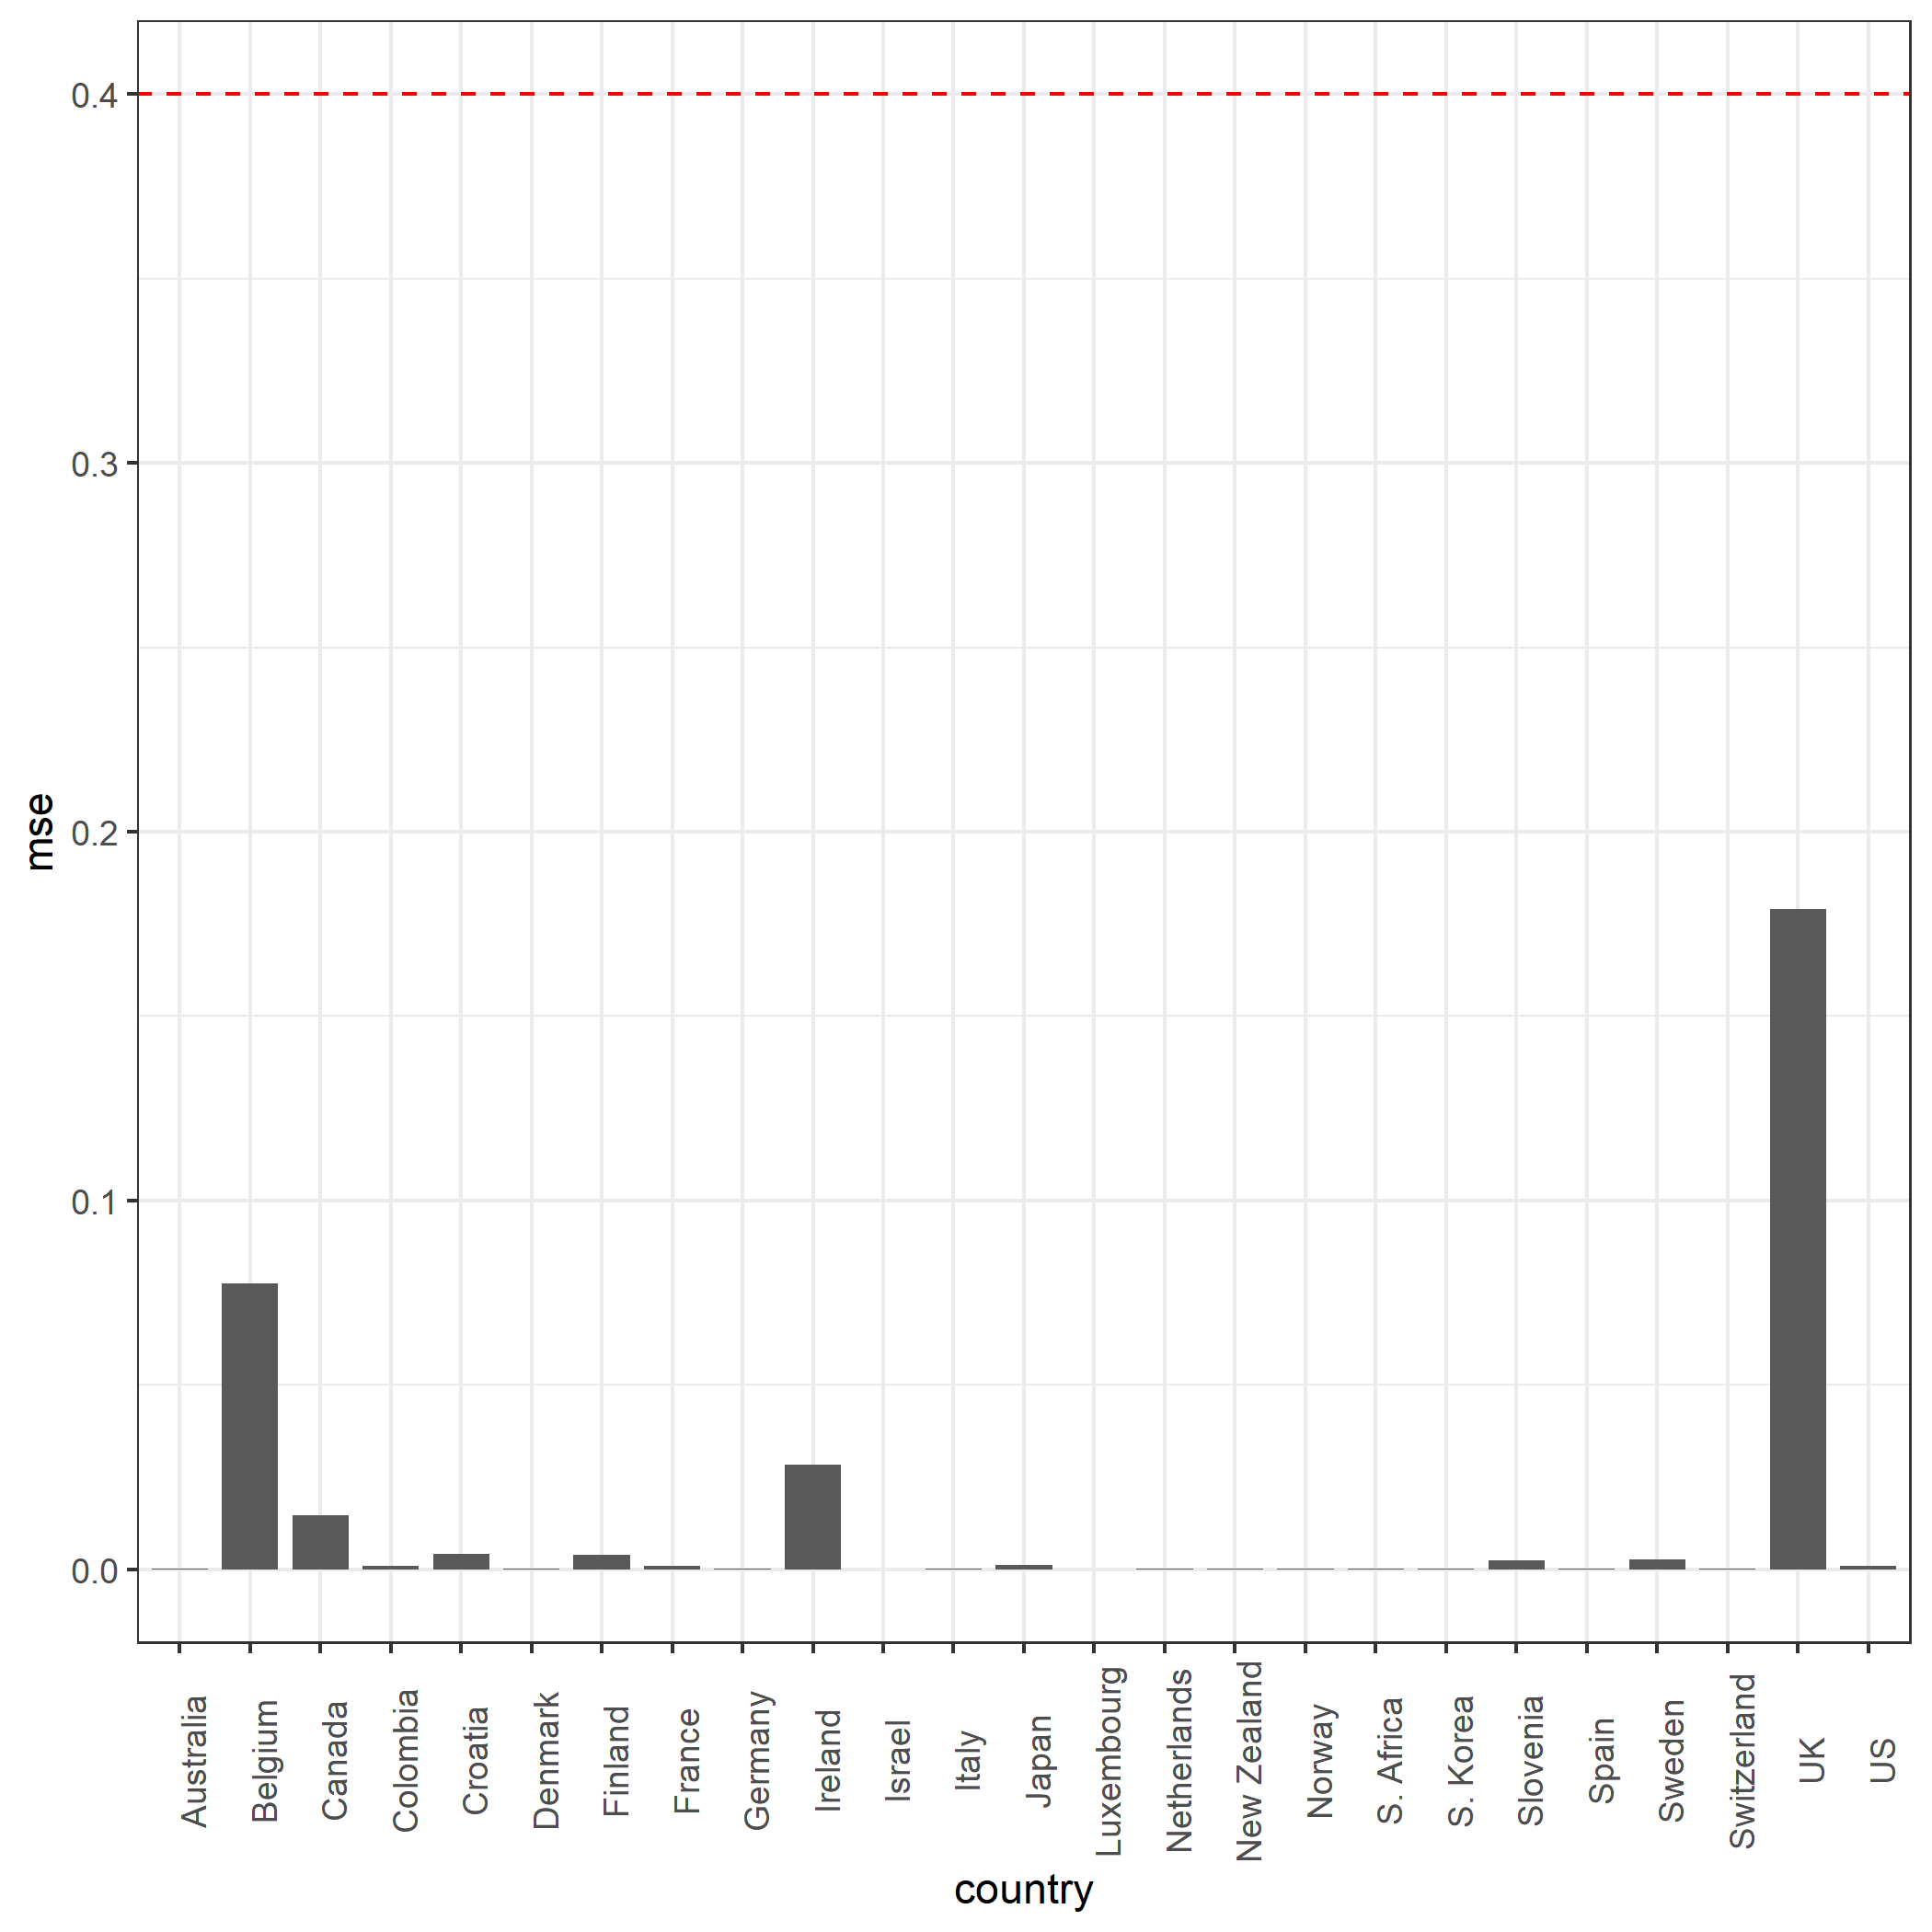 mse
0.4
0.3
0.2
0.1
0.0
Australia
Belgium
Canada
Colombia
Croatia
Denmark
Finland
France
Germany
Ireland
Israel
Italy
Japan
Luxembourg
Netherlands
New Zealand
Norway
S. Africa
S. Korea
Slovenia
Spain
Sweden
Switzerland
UK
US
country